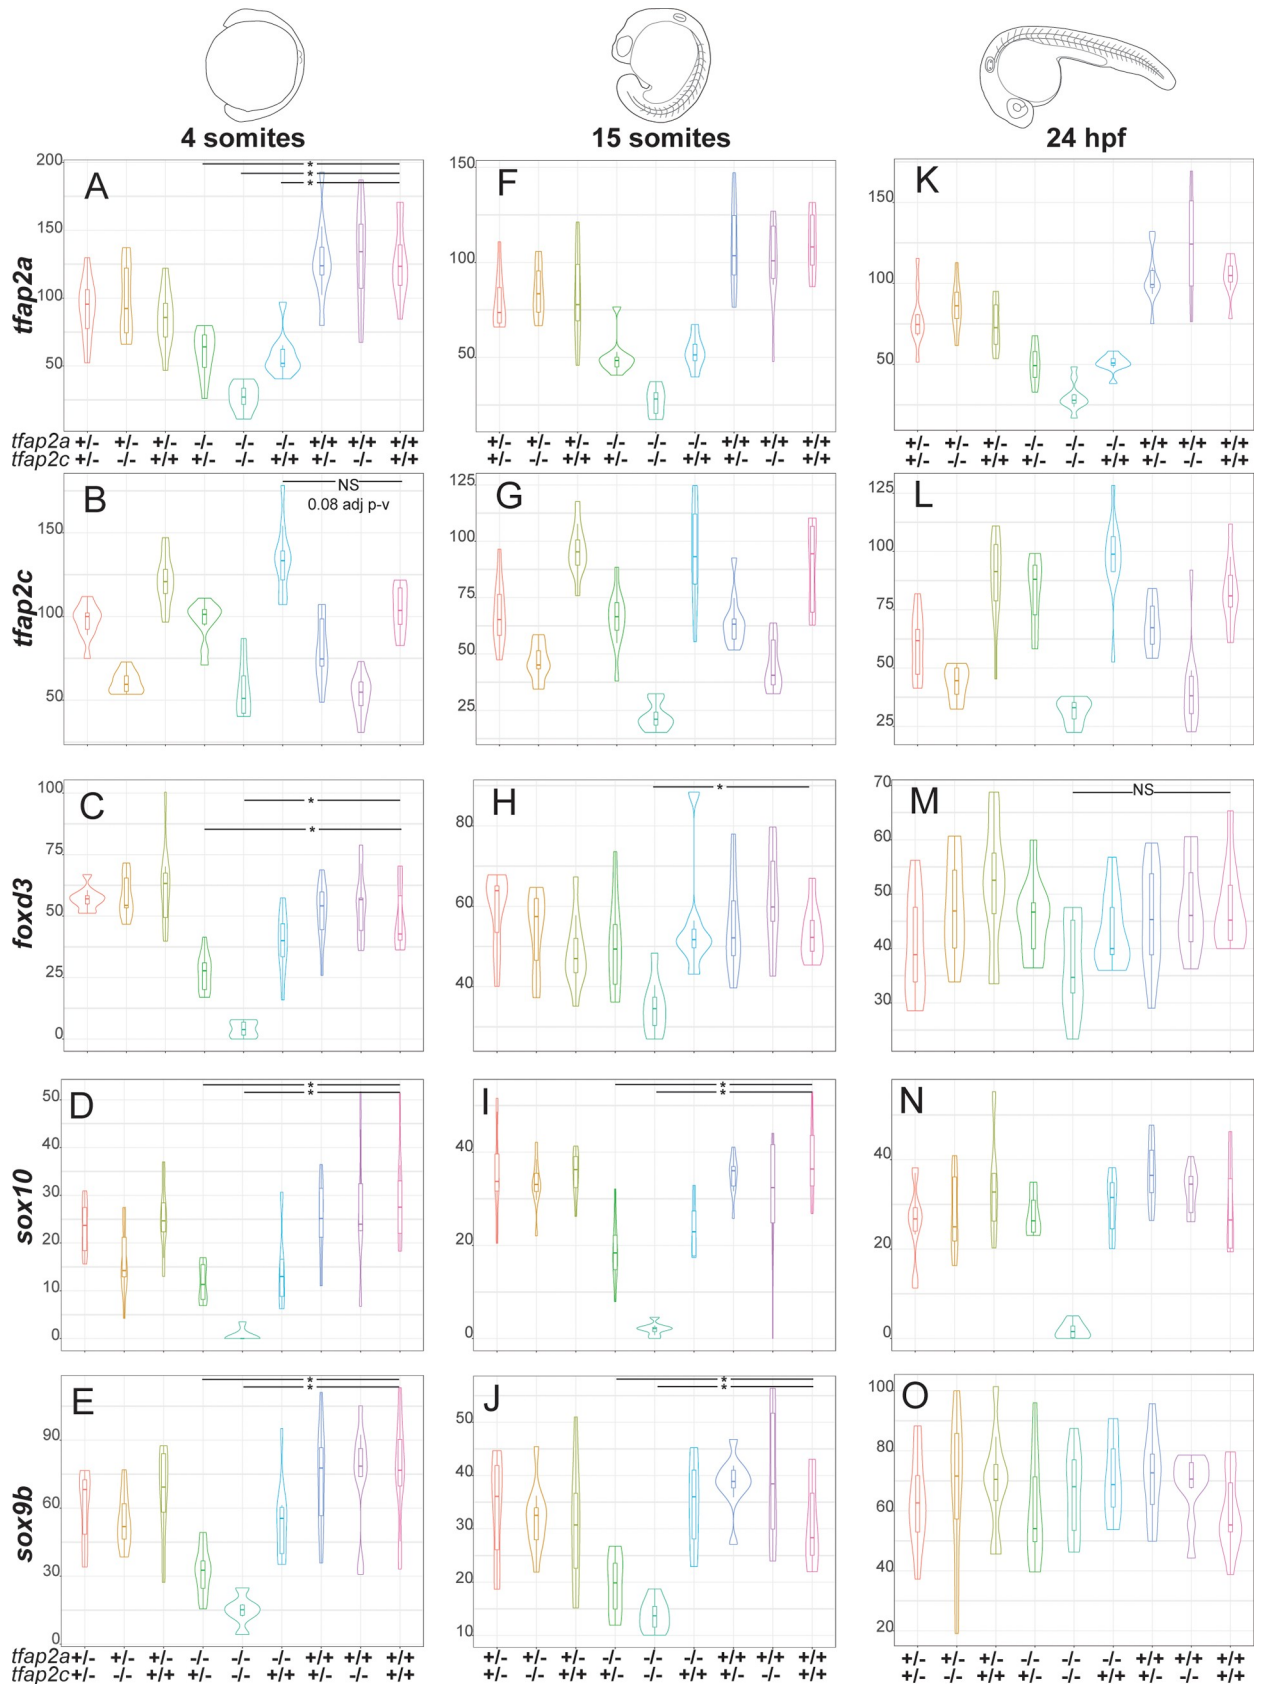 4 somites 15 somites 24 hpf
A
tfap2a
200
150
100
50
*
*
*
F
150
100
50
K
150
100
50
tfap2a +/- +/- +/- -/- -/- -/- +/+ +/+ +/+
tfap2c +/- -/- +/+ +/- -/- +/+ +/- -/- +/+
+/- +/- +/- -/- -/- -/- +/+ +/+ +/+
+/- -/- +/+ +/- -/- +/+ +/- -/- +/+
+/- +/- +/- -/- -/- -/- +/+ +/+ +/+
+/- -/- +/+ +/- -/- +/+ +/- -/- +/+
B
tfap2c
150
100
50
NS
0.08 adj p-v
G
125
100
75
50
25
L
125
100
75
50
25
C
foxd3
100
75
50
25
0
*
*
H
80
60
40
*
M
70
60
50
40
30
NS
D
sox10
50
40
30
20
10
0
*
*
I
40
20
0
*
*
N
40
20
0
E
sox9b
90
60
30
0
*
*
J
50
40
30
20
10
*
*
O
100
80
60
40
20
tfap2a +/- +/- +/- -/- -/- -/- +/+ +/+ +/+
tfap2c +/- -/- +/+ +/- -/- +/+ +/- -/- +/+
+/- +/- +/- -/- -/- -/- +/+ +/+ +/+
+/- -/- +/+ +/- -/- +/+ +/- -/- +/+
+/- +/- +/- -/- -/- -/- +/+ +/+ +/+
+/- -/- +/+ +/- -/- +/+ +/- -/- +/+